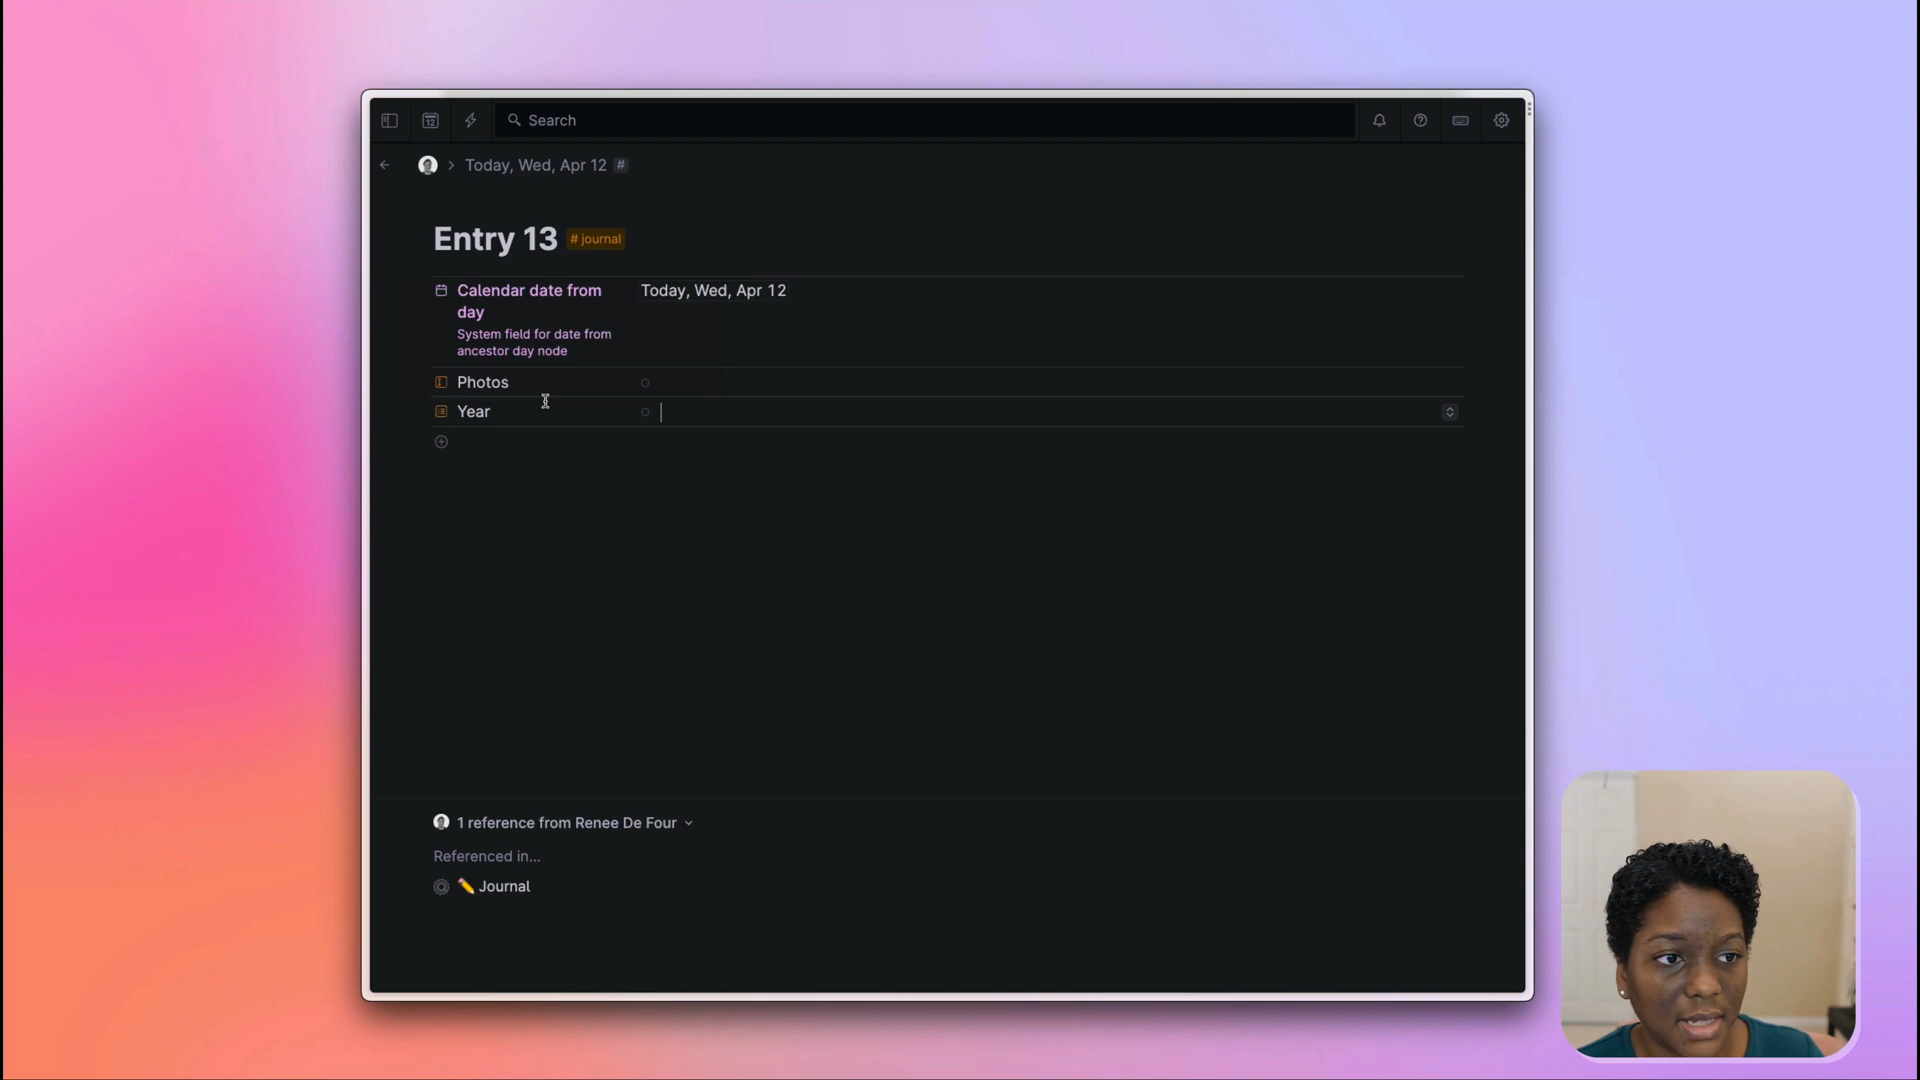 12
Search
Today, Wed, Apr 12 #
Entry 13 # journal
Calendar date from
day
System field for date from
ancestor day node
Today, Wed, Apr 12
Photos
Year
1 reference from Renee De Four
Referenced in...
✏️ Journal